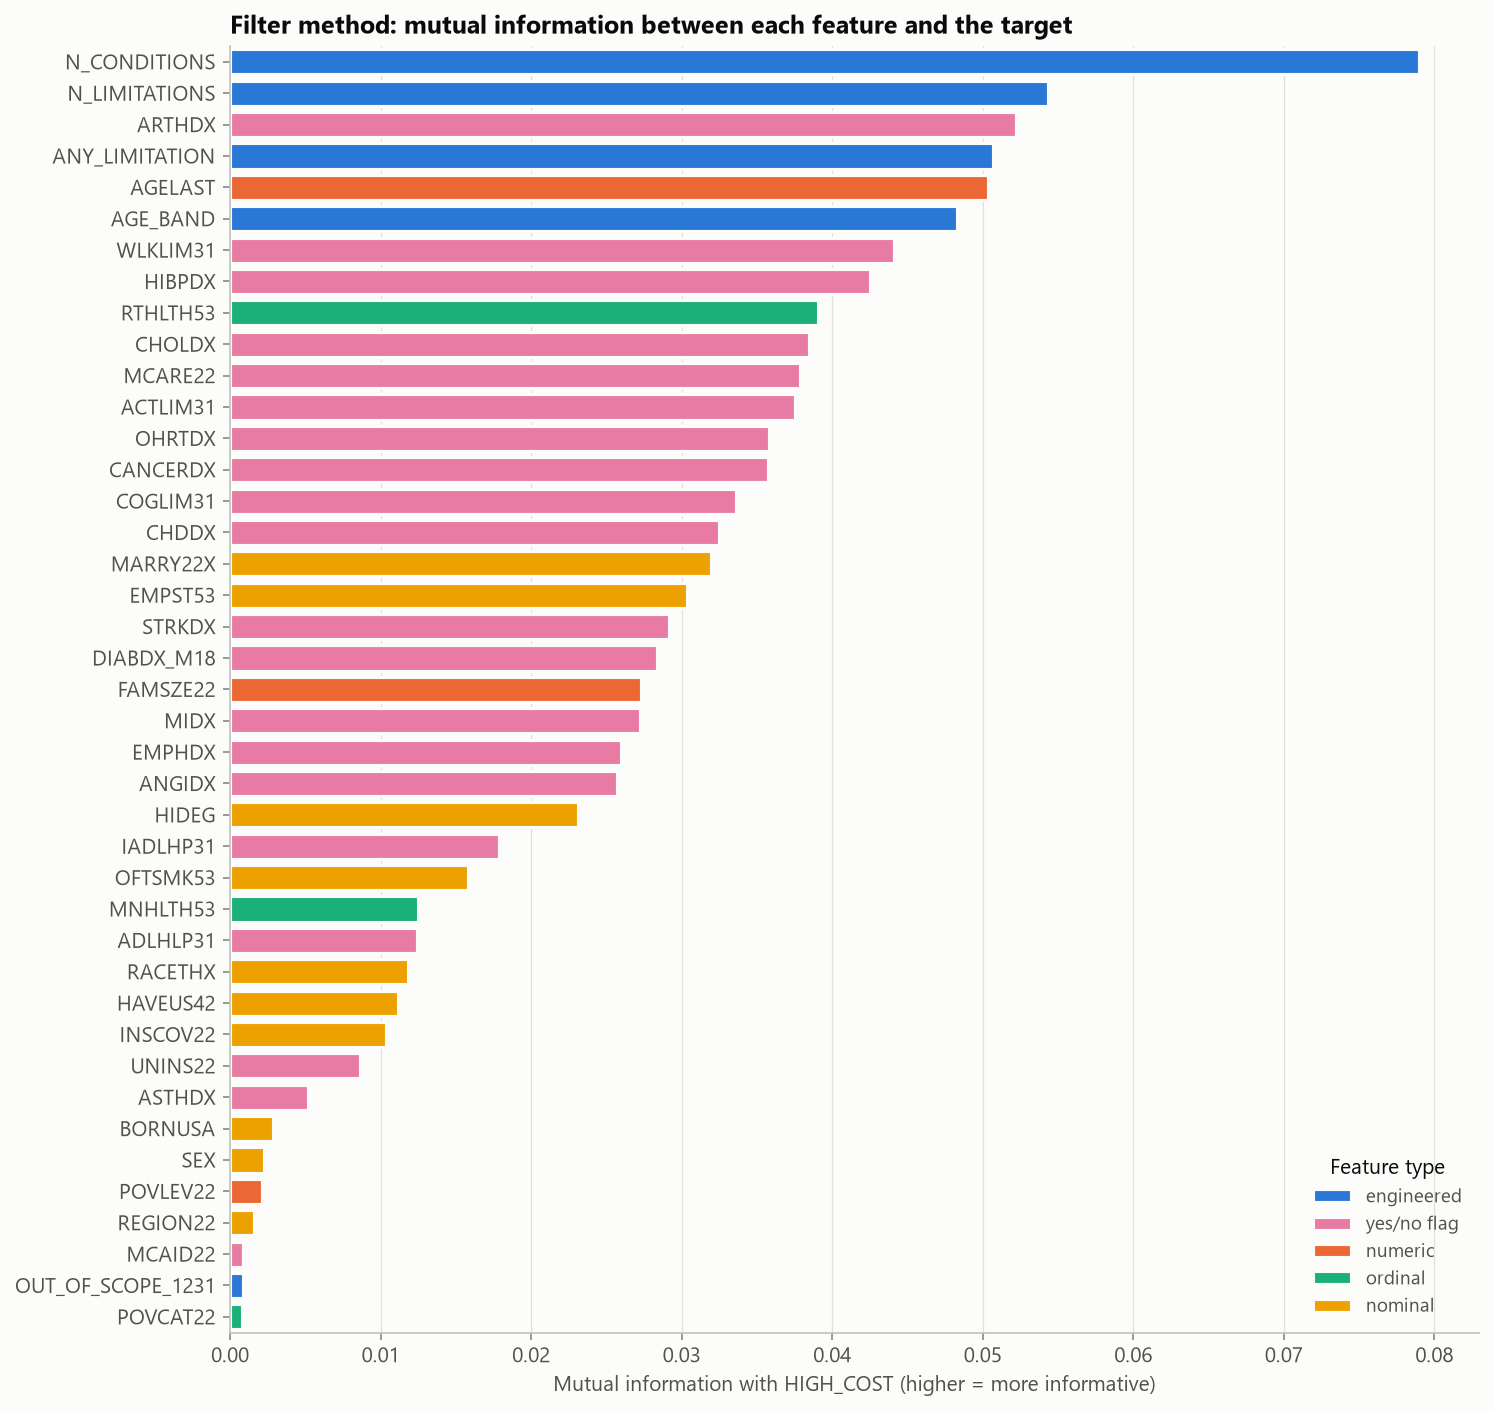 Filter method: mutual information between each feature and the target
N_CONDITIONS
N_LIMITATIONS
ARTHDX
ANY_LIMITATION
AGELAST
AGE_BAND
WLKLIM31
HIBPDX
RTHLTH53
CHOLDX
MCARE22
ACTLIM31
OHRTDX
CANCERDX
COGLIM31
CHDDX
MARRY22X
EMPST53
STRKDX
DIABDX_M18
FAMSZE22
MIDX
EMPHDX
ANGIDX
HIDEG
IADLHP31
OFTSMK53
MNHLTH53
ADLHLP31
RACETHX
HAVEUS42
INSCOV22
UNINS22
ASTHDX
BORNUSA
SEX
POVLEV22
REGION22
MCAID22
OUT_OF_SCOPE_1231
POVCAT22
Feature type
engineered
yes/no flag
numeric
ordinal
nominal
0.00 0.01 0.02 0.03 0.04 0.05 0.06 0.07 0.08
Mutual information with HIGH_COST (higher = more informative)